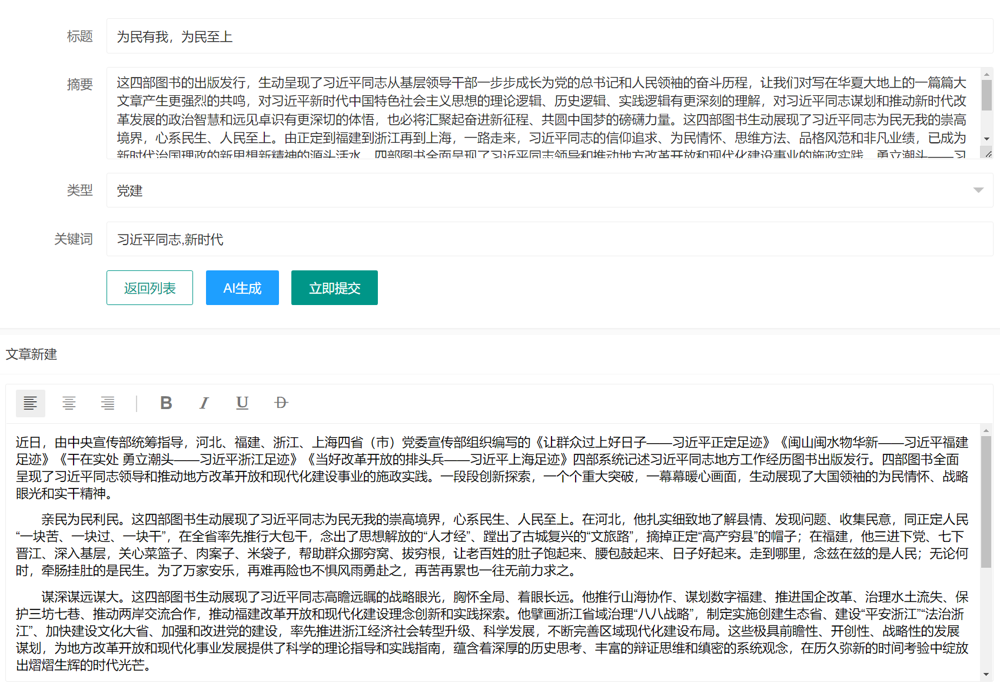 标题
为民有我，为民至上
摘要
这四部图书的出版发行，生动呈现了习近平同志从基层领导干部一步步成长为党的总书记和人民领袖的奋斗历程，让我们对写在华夏大地上的一篇篇大
文章产生更强烈的共鸣，对习近平新时代中国特色社会主义思想的理论逻辑、历史逻辑、实践逻辑有更深刻的理解，对习近平同志谋划和推动新时代改
革发展的政治智慧和远见卓识有更深切的体悟，也必将汇聚起奋进新征程、共圆中国梦的磅礴力量。这四部图书生动展现了习近平同志为民无我的崇高
境界，心系民生、人民至上。由正定到福建到浙江再到上海，一路走来，习近平同志的信仰追求、为民情怀、思维方法、品格风范和非凡业绩，已成为
新时代治国理政的新思想新精神的源头活水。四部图书全面呈现了习近平同志领导和推动地方改革开放和现代化建设事业的施政实践。勇立潮头——习
类型
党建
关键词
习近平同志,新时代
返回列表
AI生成
立即提交
文章新建
B I U D
近日，由中央宣传部统筹指导，河北、福建、浙江、上海四省（市）党委宣传部组织编写的《让群众过上好日子——习近平正定足迹》《闽山闽水物华新——习近平福建
足迹》《干在实处 勇立潮头——习近平浙江足迹》《当好改革开放的排头兵——习近平上海足迹》四部系统记述习近平同志地方工作经历图书出版发行。四部图书全面
呈现了习近平同志领导和推动地方改革开放和现代化建设事业的施政实践。一段段创新探索，一个个重大突破，一幕幕暖心画面，生动展现了大国领袖的为民情怀、战略
眼光和实干精神。
亲民为民利民。这四部图书生动展现了习近平同志为民无我的崇高境界，心系民生、人民至上。在河北，他扎实细致地了解县情、发现问题、收集民意，同正定人民
“一块苦、一块过、一块干”，在全省率先推行大包干，念出了思想解放的“人才经”、蹚出了古城复兴的“文旅路”，摘掉正定“高产穷县”的帽子；在福建，他三进下党、七下
晋江、深入基层，关心菜篮子、肉案子、米袋子，帮助群众挪穷窝、拔穷根，让老百姓的肚子饱起来、腰包鼓起来、日子好起来。走到哪里，念兹在兹的是人民；无论何
时，牵肠挂肚的是民生。为了万家安乐，再难再险也不惧风雨勇赴之，再苦再累也一往无前力求之。
谋深谋远谋大。这四部图书生动展现了习近平同志高瞻远瞩的战略眼光，胸怀全局、着眼长远。他推行山海协作、谋划数字福建、推进国企改革、治理水土流失、保
护三坊七巷、推动两岸交流合作，推动福建改革开放和现代化建设理念创新和实践探索。他擘画浙江省域治理“八八战略”，制定实施创建生态省、建设“平安浙江”“法治浙
江”、加快建设文化大省、加强和改进党的建设，率先推进浙江经济社会转型升级、科学发展，不断完善区域现代化建设布局。这些极具前瞻性、开创性、战略性的发展
谋划，为地方改革开放和现代化事业发展提供了科学的理论指导和实践指南，蕴含着深厚的历史思考、丰富的辩证思维和缜密的系统观念，在历久弥新的时间考验中绽放
出熠熠生辉的时代光芒。